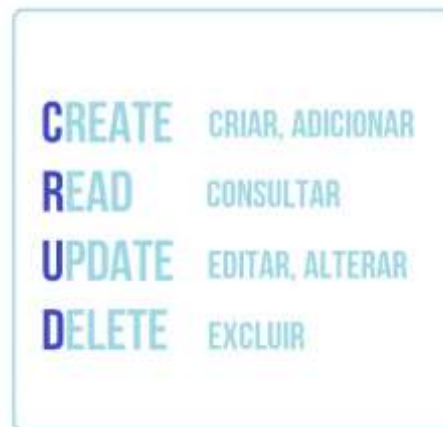 CREATE CRIAR, ADICIONAR
READ CONSULTAR
UPDATE EDITAR, ALTERAR
DELETE EXCLUIR